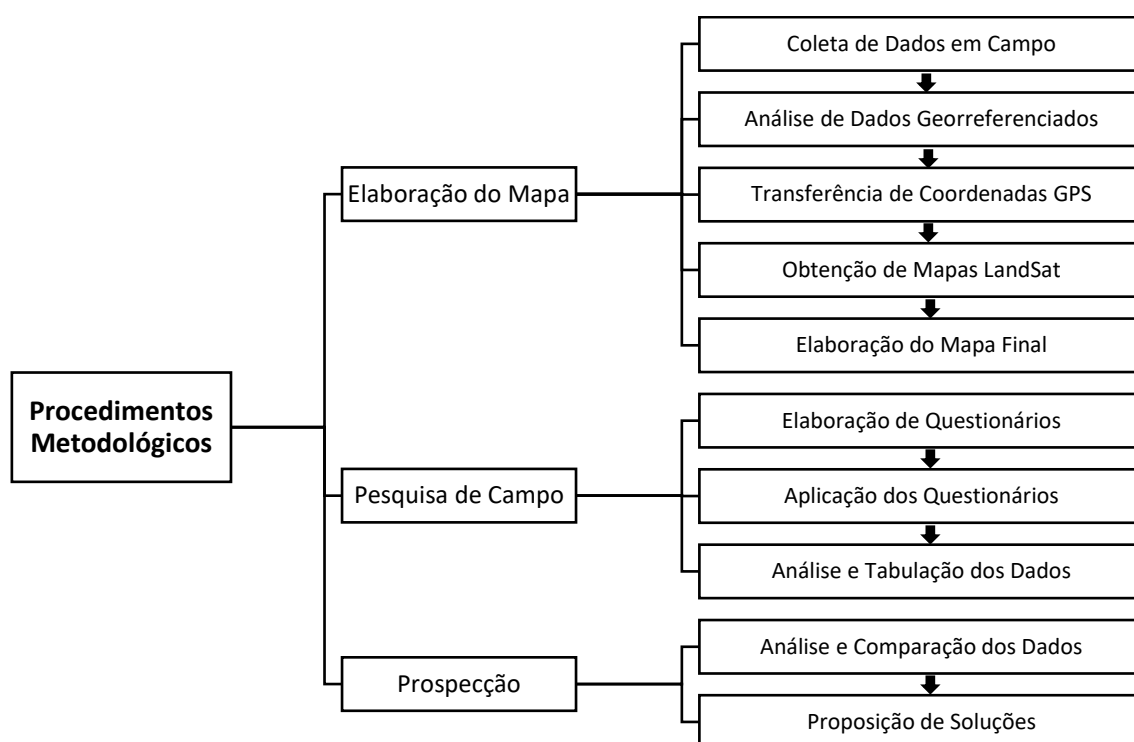 Procedimentos
Metodológicos
Elaboração do Mapa
Coleta de Dados em Campo
Análise de Dados Georreferenciados
Transferência de Coordenadas GPS
Obtenção de Mapas LandSat
Elaboração do Mapa Final
Pesquisa de Campo
Elaboração de Questionários
Aplicação dos Questionários
Análise e Tabulação dos Dados
Prospecção
Análise e Comparação dos Dados
Proposição de Soluções